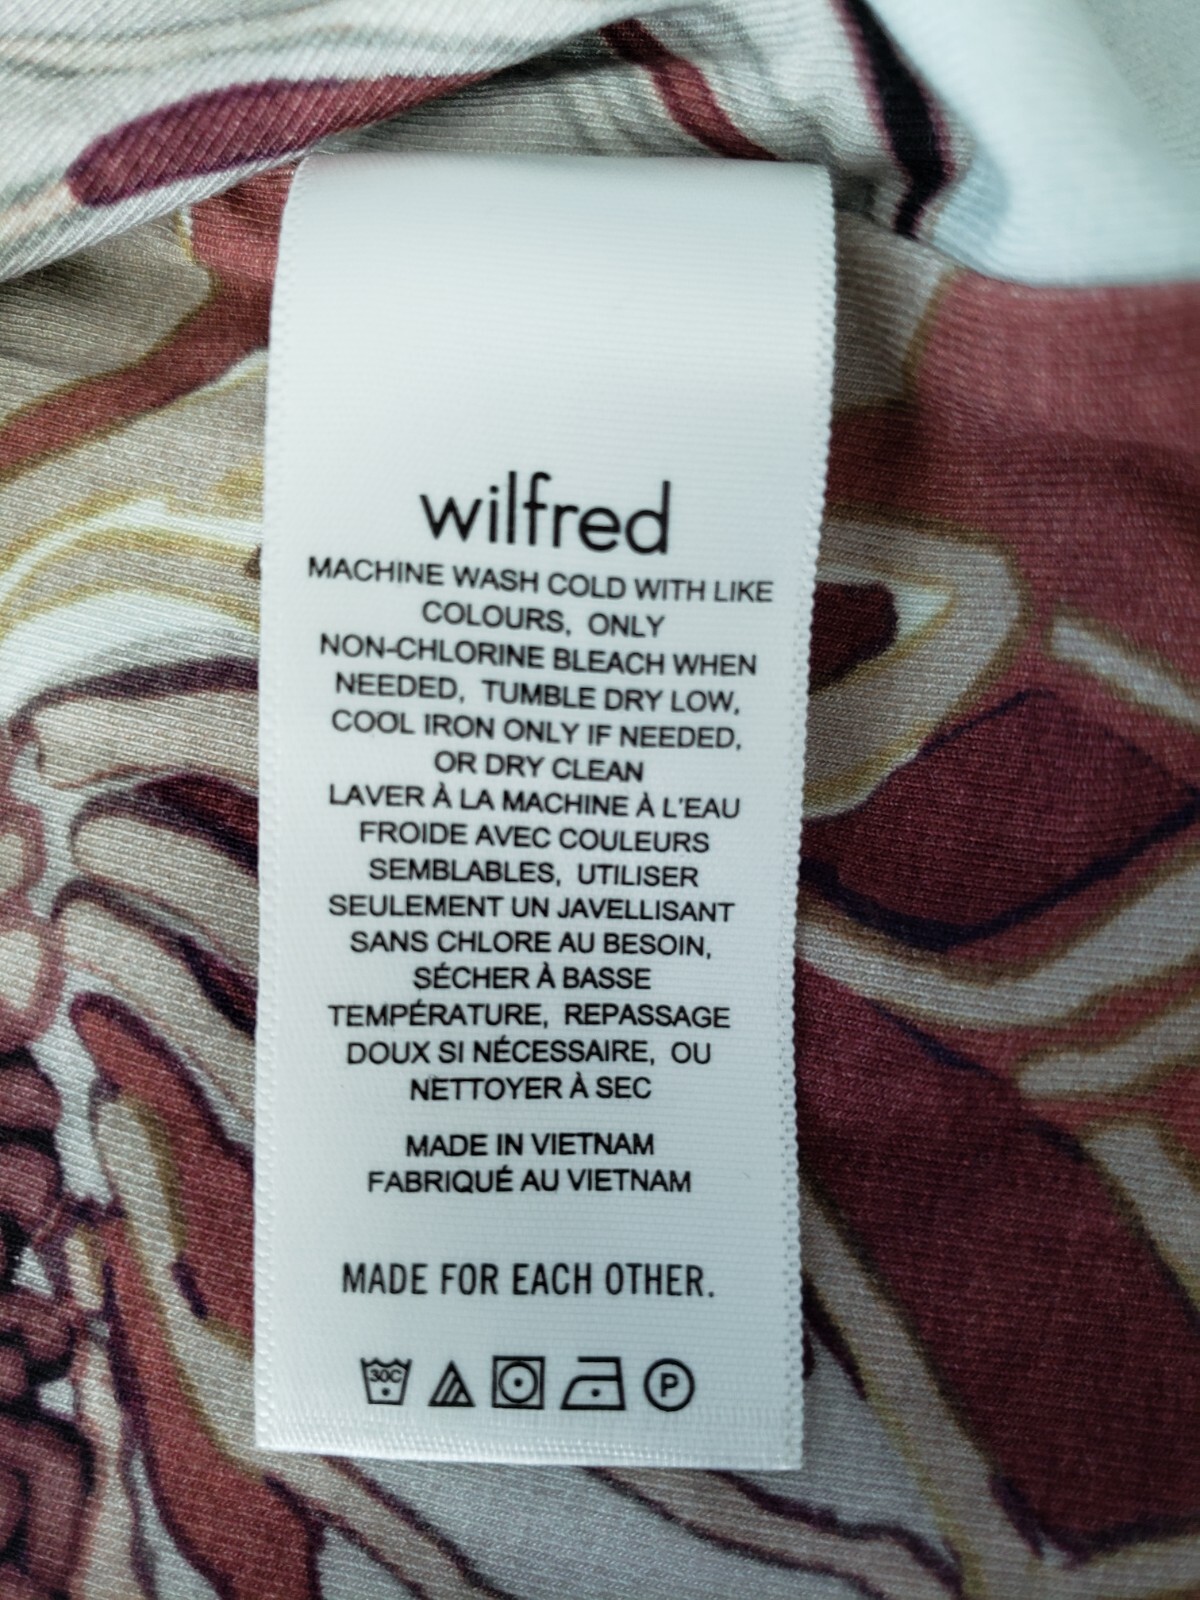 wilfred
MACHINE WASH COLD WITH LIKE
COLOURS, ONLY
NON-CHLORINE BLEACH WHEN
NEEDED, TUMBLE DRY LOW,
COOL IRON ONLY IF NEEDED,
OR DRY CLEAN
LAVER À LA MACHINE À L'EAU
FROIDE AVEC COULEURS
SEMBLABLES, UTILISER
SEULEMENT UN JAVELLISANT
SANS CHLORE AU BESOIN,
SÉCHER À BASSE
TEMPÉRATURE, REPASSAGE
DOUX SI NÉCESSAIRE, OU
NETTOYER À SEC
MADE IN VIETNAM
FABRIQUÉ AU VIETNAM
MADE FOR EACH OTHER.
30C P